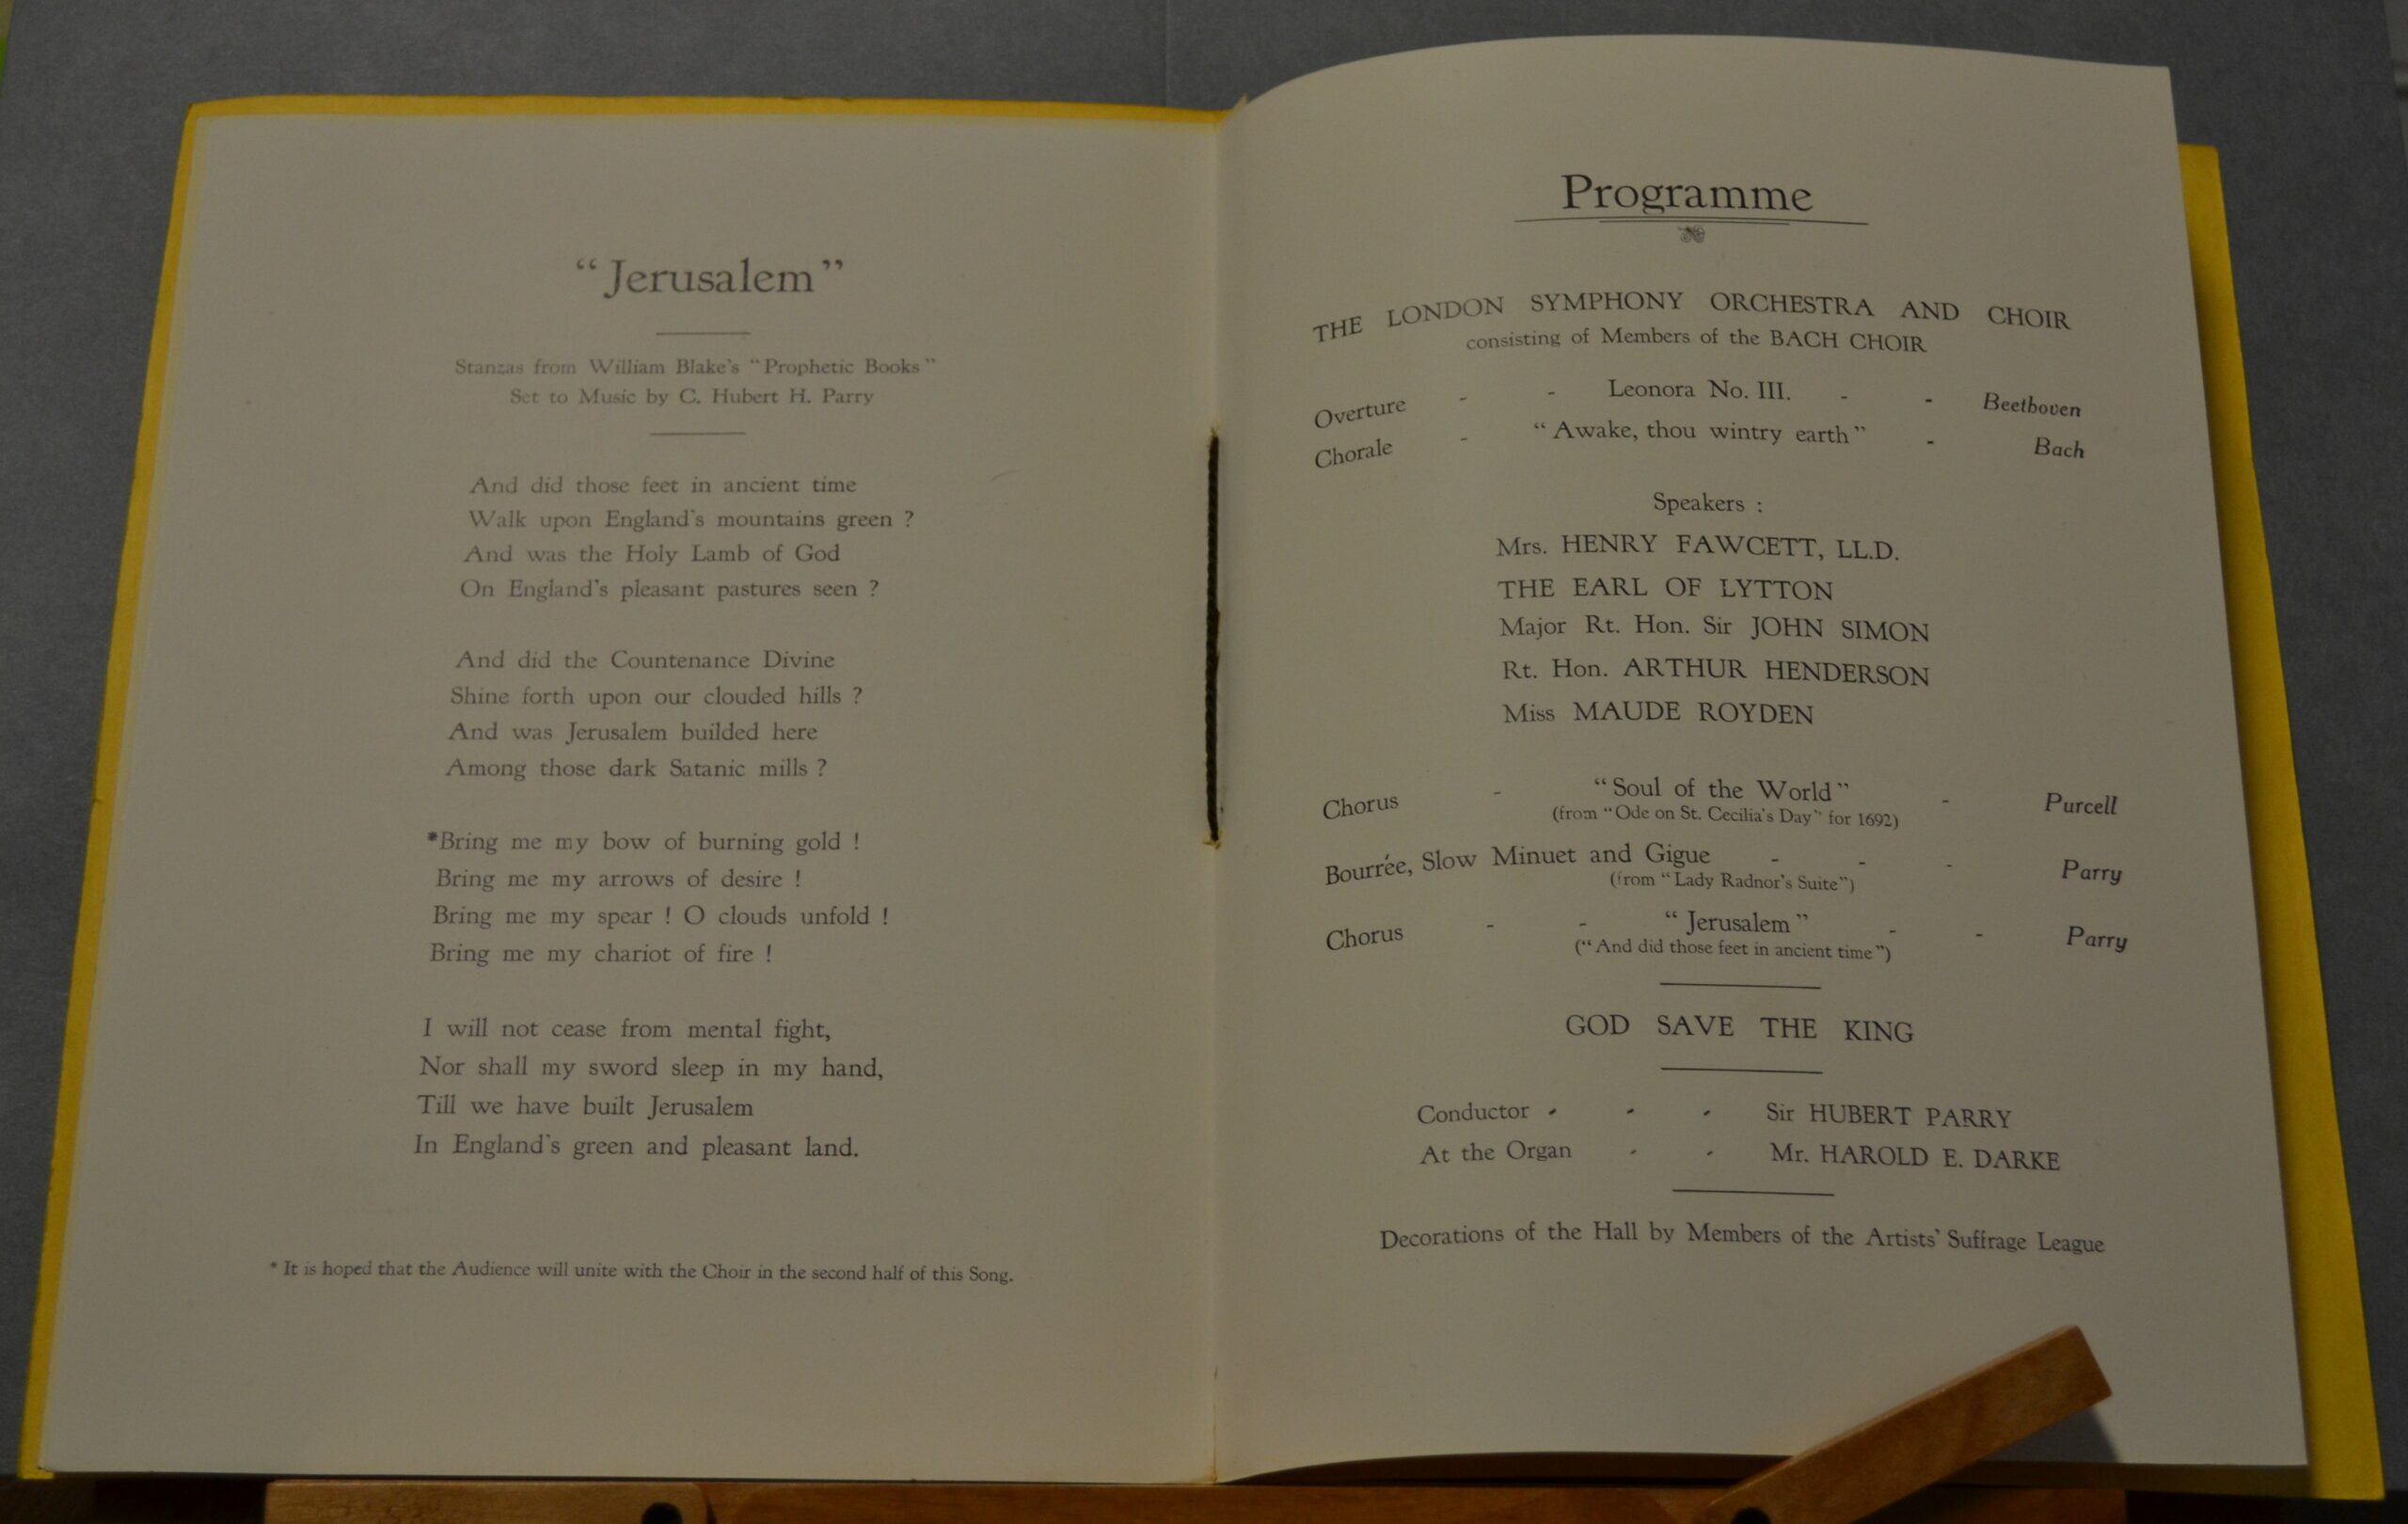 “Jerusalem”
Stanzas from William Blake's “Prophetic Books”
Set to Music by C. Hubert H. Parry
And did those feet in ancient time
Walk upon England's mountains green ?
And was the Holy Lamb of God
On England's pleasant pastures seen ?
And did the Countenance Divine
Shine forth upon our clouded hills ?
And was Jerusalem builded here
Among those dark Satanic mills ?
*Bring me my bow of burning gold !
Bring me my arrows of desire !
Bring me my spear ! O clouds unfold !
Bring me my chariot of fire !
I will not cease from mental fight,
Nor shall my sword sleep in my hand,
Till we have built Jerusalem
In England's green and pleasant land.
* It is hoped that the Audience will unite with the Choir in the second half of this Song.
Programme
THE LONDON SYMPHONY ORCHESTRA AND CHOIR
consisting of Members of the BACH CHOIR
Overture - - Leonora No. III. - - Beethoven
Chorale - “Awake, thou wintry earth” - Bach
Speakers :
Mrs. HENRY FAWCETT, LL.D.
THE EARL OF LYTTON
Major Rt. Hon. Sir JOHN SIMON
Rt. Hon. ARTHUR HENDERSON
Miss MAUDE ROYDEN
Chorus - “Soul of the World” - Purcell
(from “Ode on St. Cecilia's Day” for 1692)
Bourrée, Slow Minuet and Gigue - - - Parry
(from “Lady Radnor's Suite”)
Chorus - - “Jerusalem” - - Parry
(“And did those feet in ancient time”)
GOD SAVE THE KING
Conductor - - - Sir HUBERT PARRY
At the Organ - - Mr. HAROLD E. DARKE
Decorations of the Hall by Members of the Artists' Suffrage League